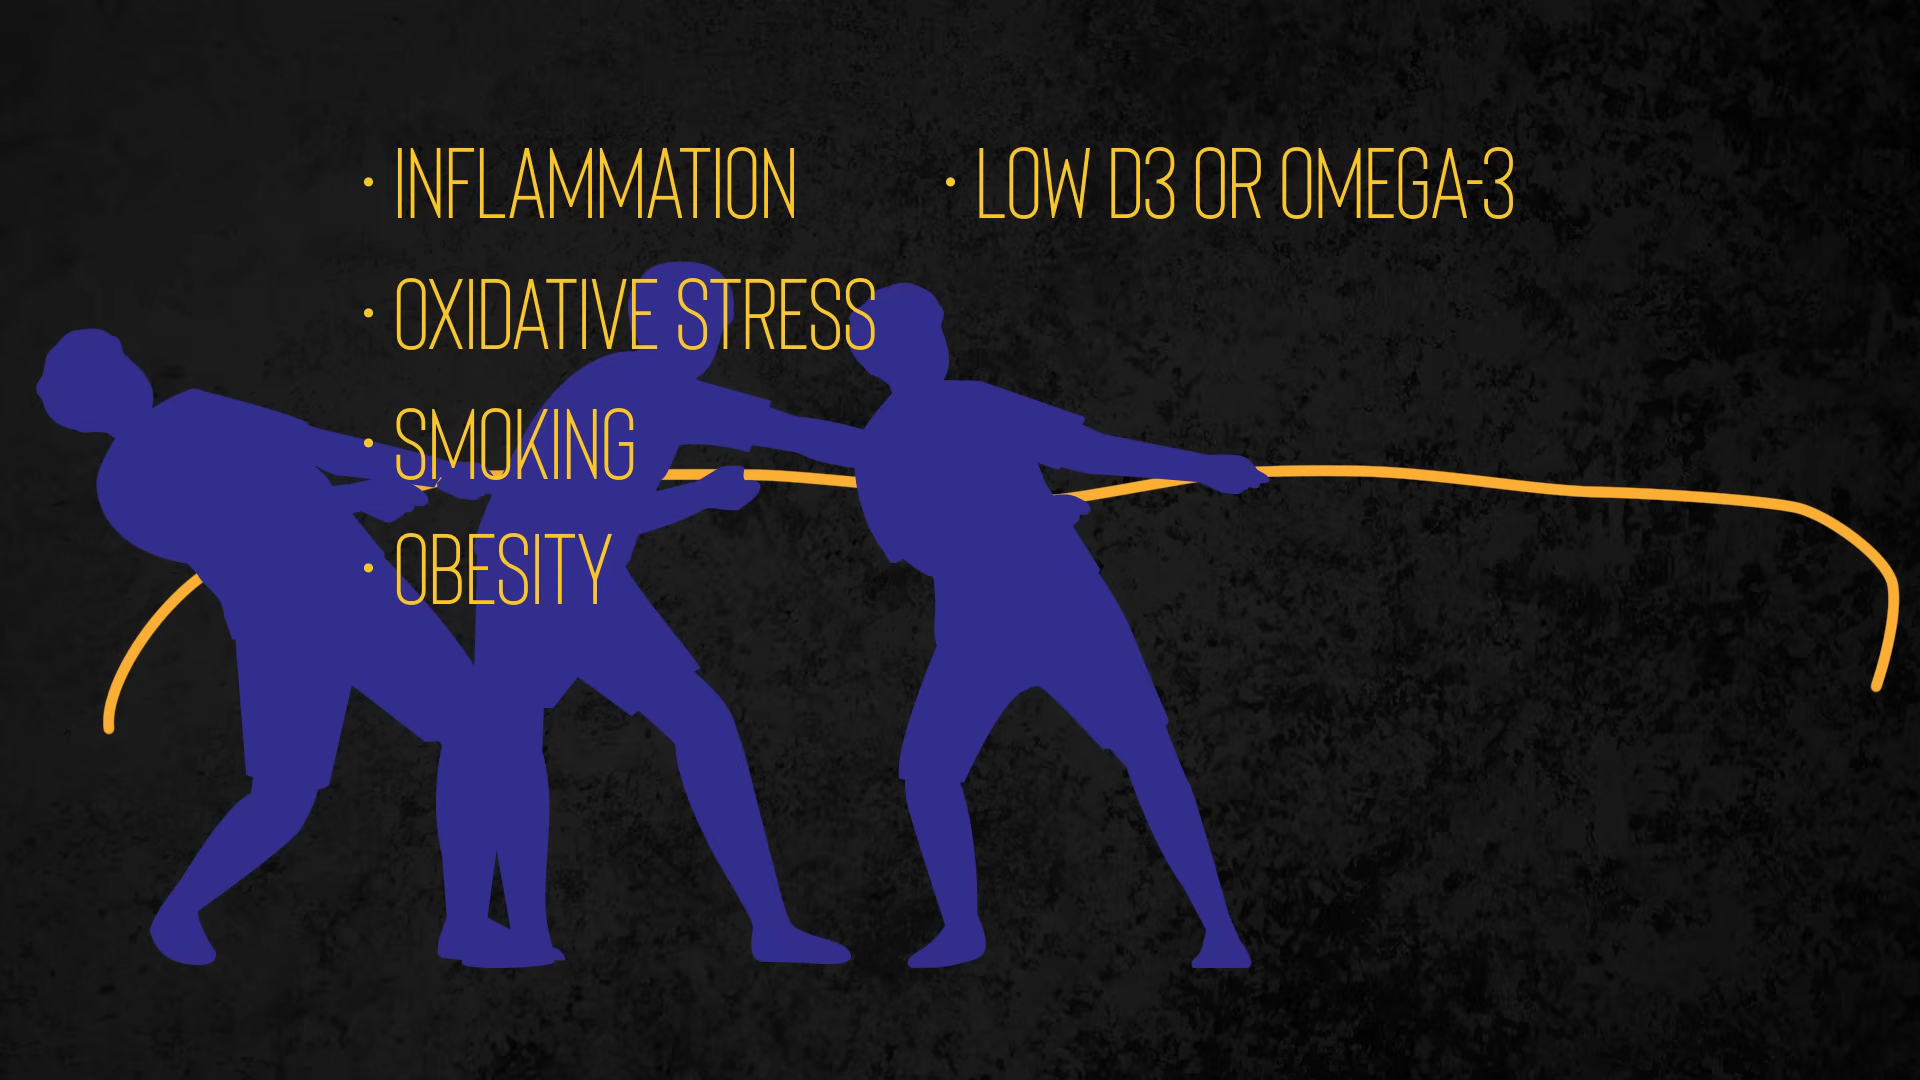 · INFLAMMATION
· OXIDATIVE STRESS
· SMOKING
· OBESITY
· LOW D3 OR OMEGA-3